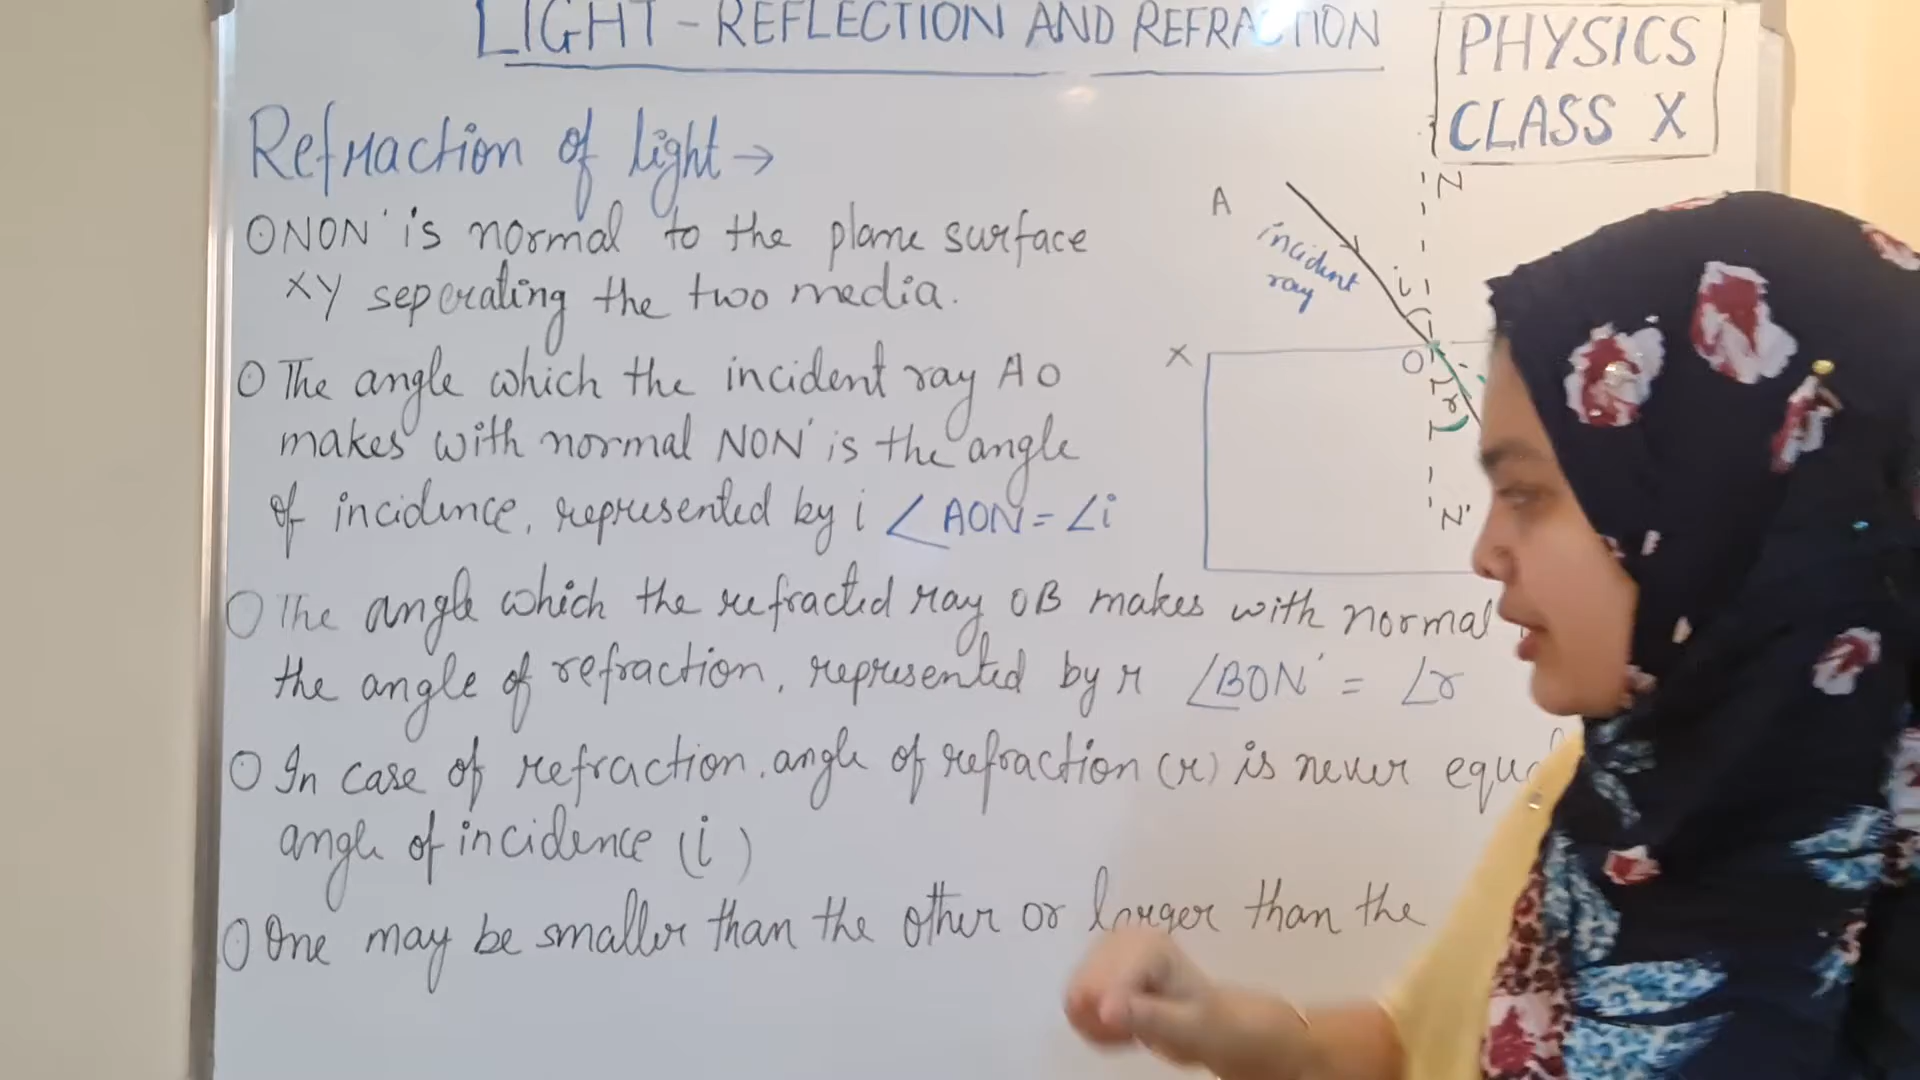 LIGHT - REFLECTION AND REFRACTION
PHYSICS
CLASS X
Refraction of light →
NON' is normal to the plane surface
XY seperating the two media.
The angle which the incident ray AO
makes with normal NON' is the angle
of incidence, represented by i ∠AON = ∠i
The angle which the refracted ray OB makes with normal
the angle of refraction, represented by r ∠BON' = ∠r
In case of refraction, angle of refraction (r) is never
angle of incidence (i)
One may be smaller than the other or larger than the
N
A
incident
ray
i
X
O
r
N'